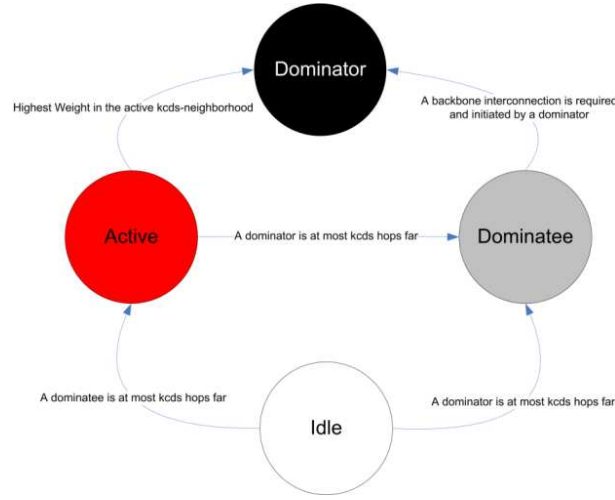 Dominator
Highest Weight in the active kcds-neighborhood
A backbone interconnection is required
and initiated by a dominator
Active
A dominator is at most kcds hops far
Dominatee
A dominatee is at most kcds hops far
A dominator is at most kcds hops far
Idle